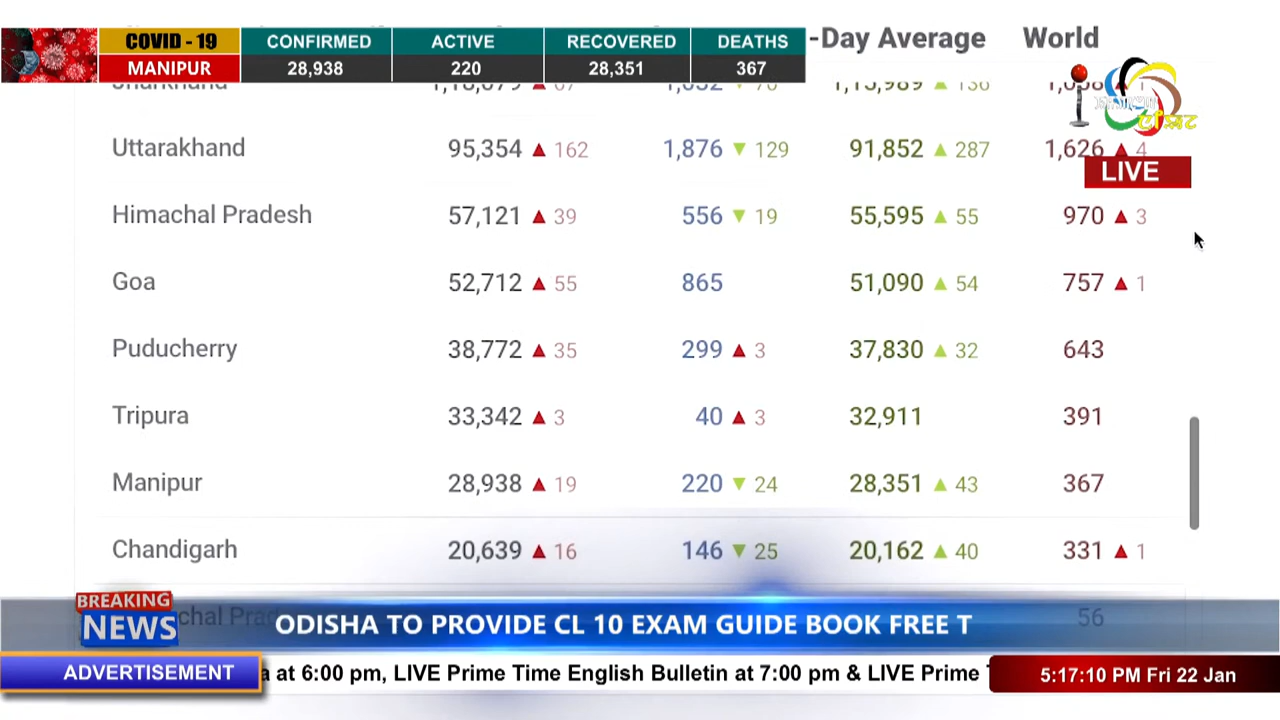 COVID - 19 CONFIRMED ACTIVE RECOVERED DEATHS
MANIPUR 28,938 220 28,351 367
-Day Average World
Uttarakhand 95,354 ▲ 162 1,876 ▼ 129 91,852 ▲ 287 1,626 ▲ 4
LIVE
Himachal Pradesh 57,121 ▲ 39 556 ▼ 19 55,595 ▲ 55 970 ▲ 3
Goa 52,712 ▲ 55 865 51,090 ▲ 54 757 ▲ 1
Puducherry 38,772 ▲ 35 299 ▲ 3 37,830 ▲ 32 643
Tripura 33,342 ▲ 3 40 ▲ 3 32,911 391
Manipur 28,938 ▲ 19 220 ▼ 24 28,351 ▲ 43 367
Chandigarh 20,639 ▲ 16 146 ▼ 25 20,162 ▲ 40 331 ▲ 1
chal Prad 56
BREAKING
NEWS
ODISHA TO PROVIDE CL 10 EXAM GUIDE BOOK FREE T
ADVERTISEMENT
a at 6:00 pm, LIVE Prime Time English Bulletin at 7:00 pm & LIVE Prime
5:17:10 PM Fri 22 Jan